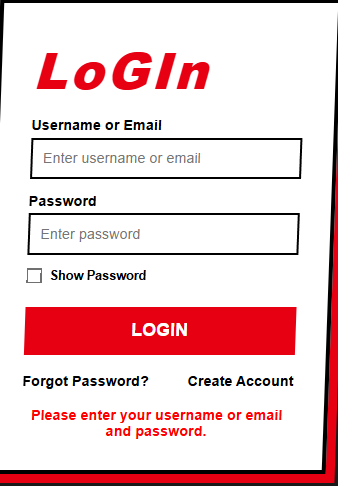 LoGIn
Username or Email
Enter username or email
Password
Enter password
Show Password
LOGIN
Forgot Password? Create Account
Please enter your username or email
and password.